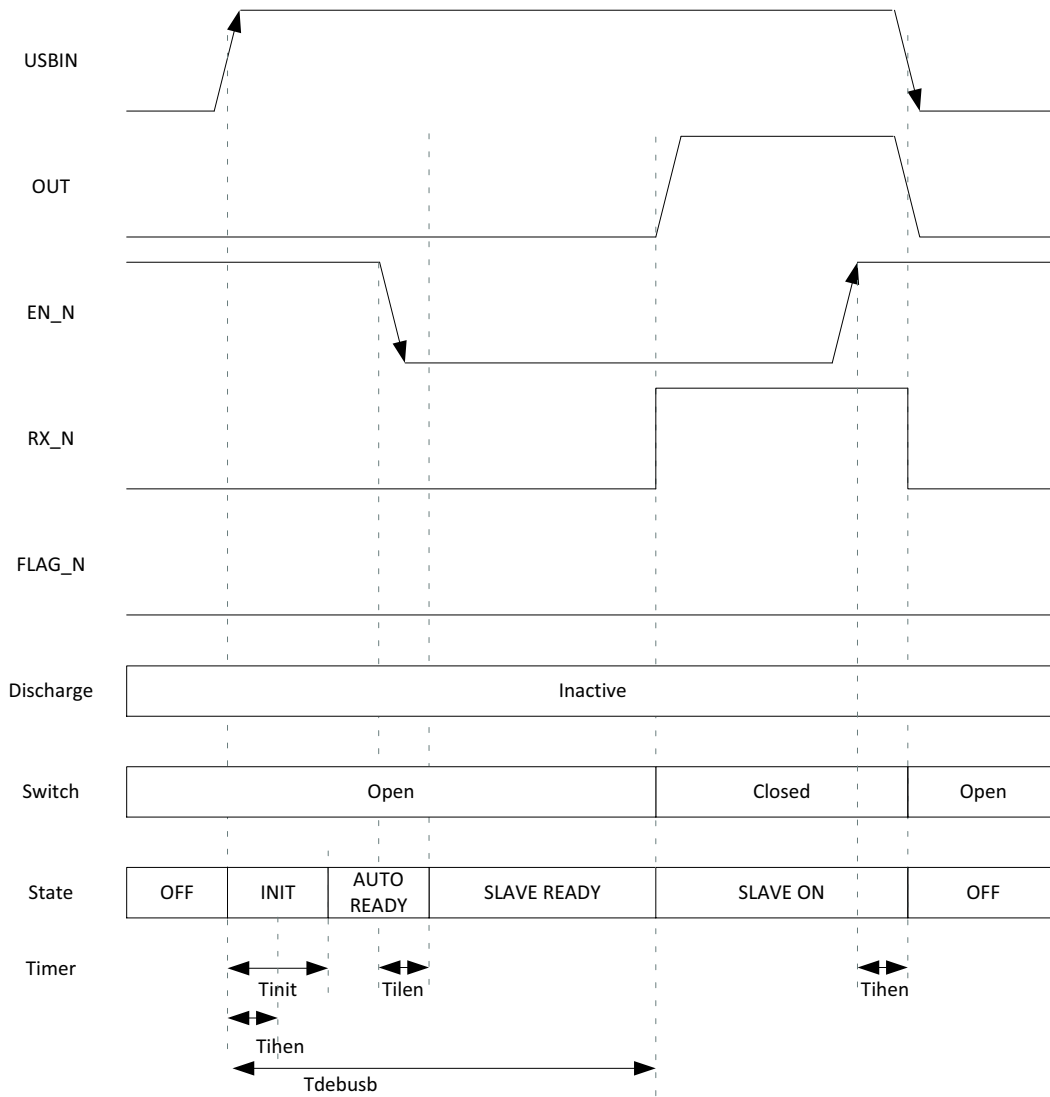 USBIN
OUT
EN_N
RX_N
FLAG_N
Discharge
Inactive
Switch
Open
Closed
Open
State
OFF
INIT
AUTO
READY
SLAVE READY
SLAVE ON
OFF
Timer
Tinit
Tilen
Tihen
Tihen
Tdebusb